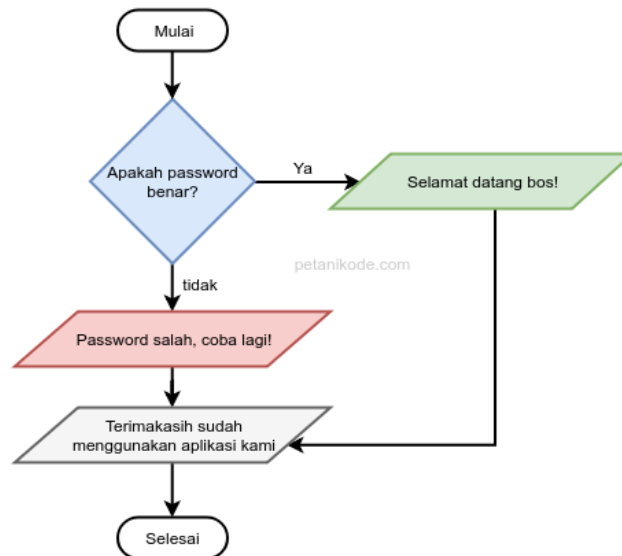 Mulai
Apakah password
benar?
Ya
Selamat datang bos!
petanikode.com
tidak
Password salah, coba lagi!
Terimakasih sudah
menggunakan aplikasi kami
Selesai